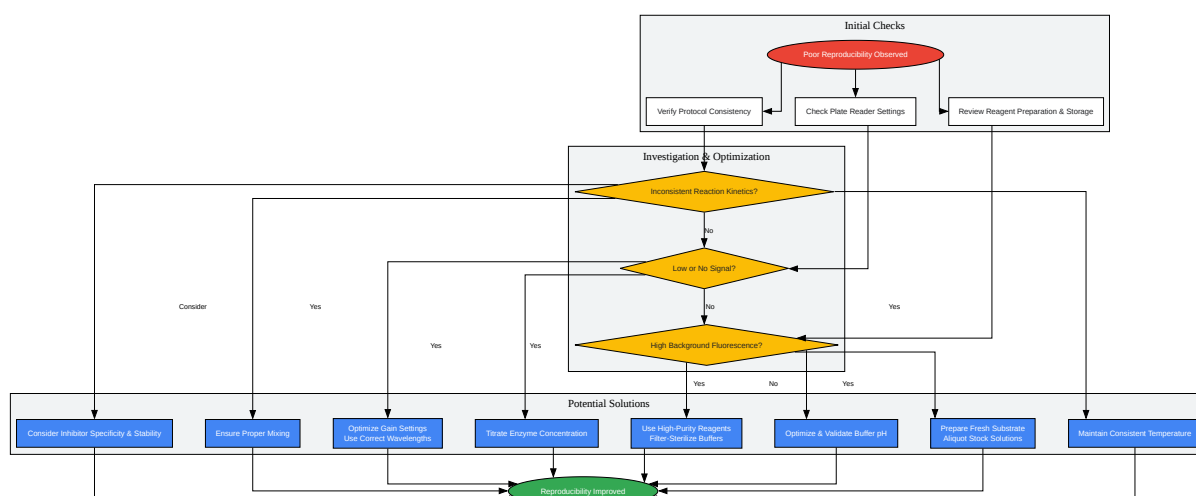 Initial Checks
Poor Reproducibility Observed
Verify Protocol Consistency
Check Plate Reader Settings
Review Reagent Preparation & Storage
Investigation & Optimization
Inconsistent Reaction Kinetics?
No
Low or No Signal?
Consider
Yes
No
Yes
Yes
Yes
High Background Fluorescence?
Yes
No
Yes
Potential Solutions
Consider Inhibitor Specificity & Stability
Ensure Proper Mixing
Optimize Gain Settings
Use Correct Wavelengths
Titrate Enzyme Concentration
Use High-Purity Reagents
Filter-Sterilize Buffers
Optimize & Validate Buffer pH
Prepare Fresh Substrate
Aliquot Stock Solutions
Maintain Consistent Temperature
Reproducibility Improved